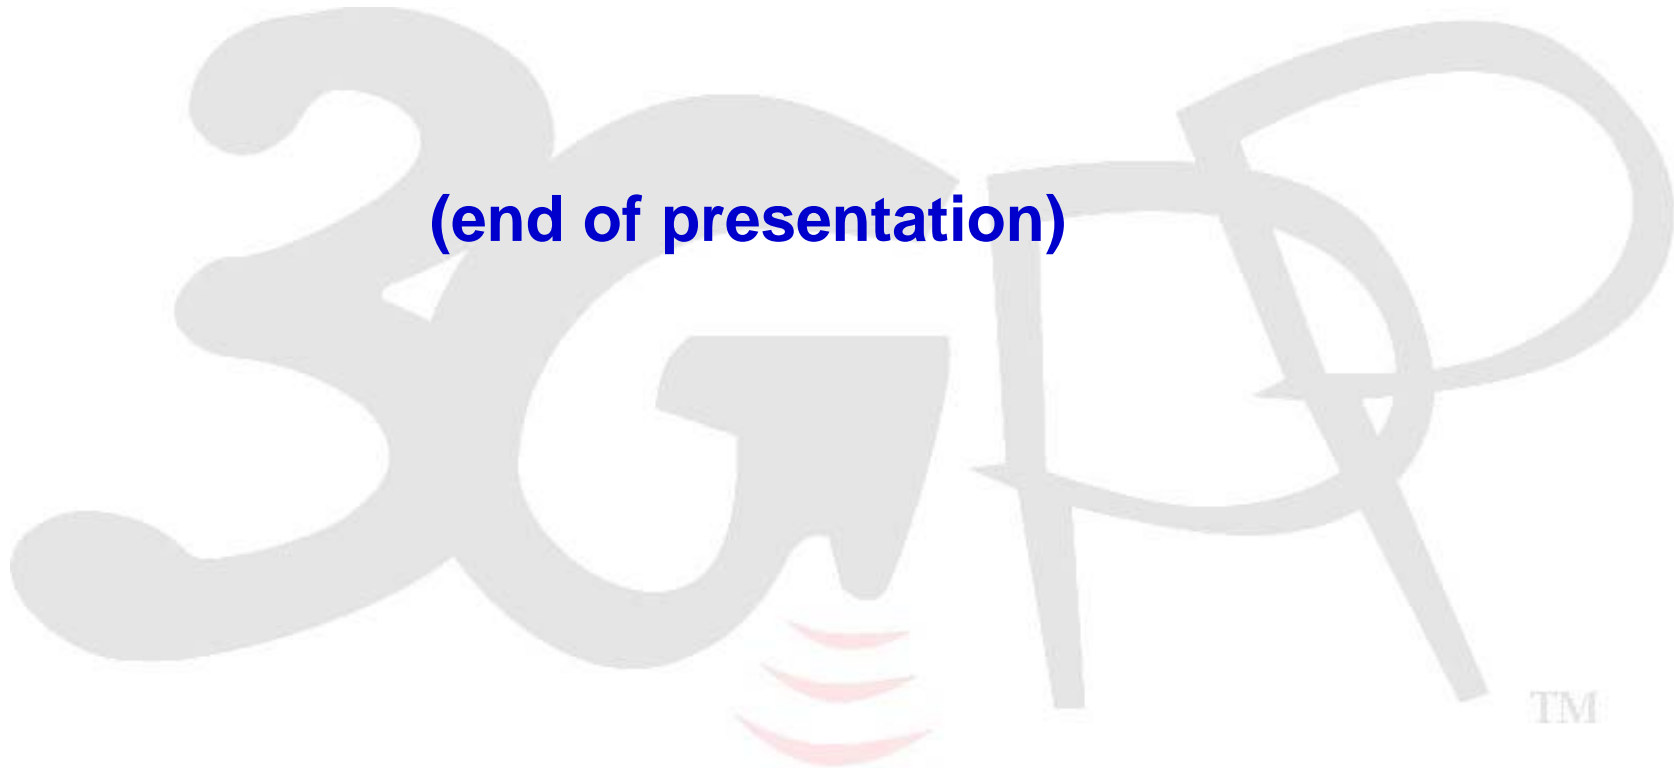 (end of presentation)
3GPP
TM